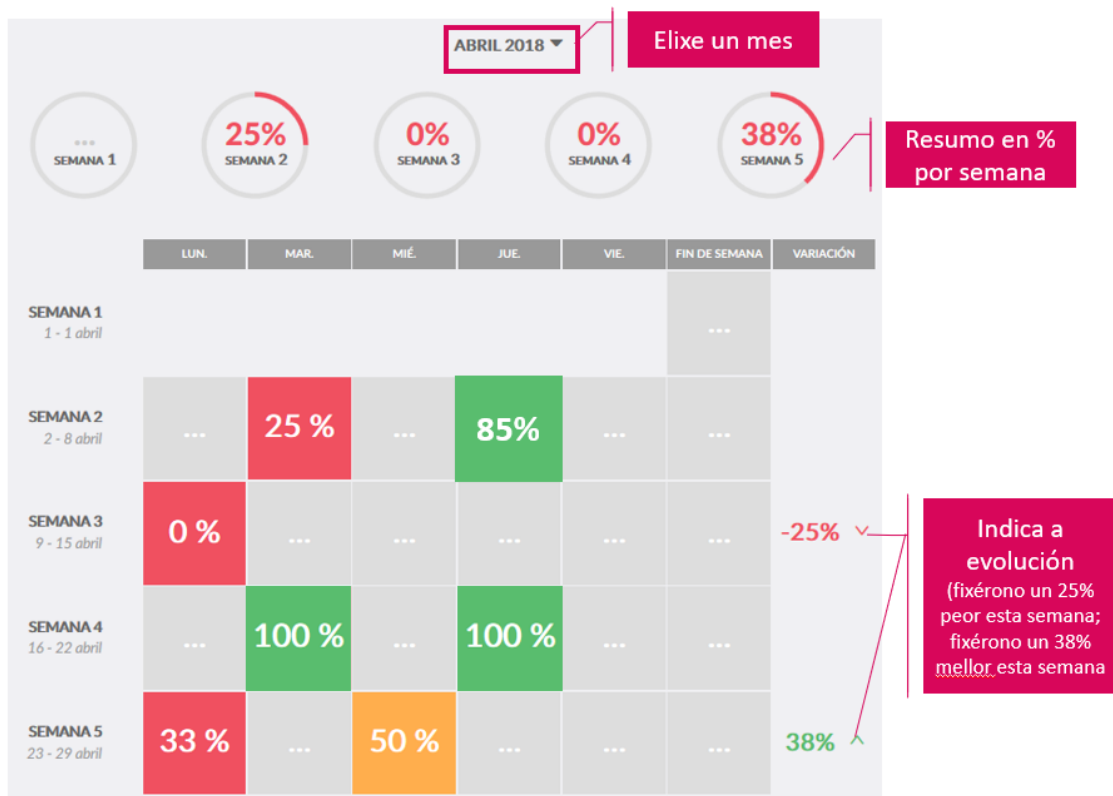 ABRIL 2018
Elixe un mes
...
SEMANA 1
25%
SEMANA 2
0%
SEMANA 3
0%
SEMANA 4
38%
SEMANA 5
Resumo en %
por semana
LUN. MAR. MIÉ. JUE. VIE. FIN DE SEMANA VARIACIÓN
SEMANA 1
1 - 1 abril
...
SEMANA 2
2 - 8 abril
... 25 % ... 85% ... ...
SEMANA 3
9 - 15 abril
0 % ... ... ... ... ... -25%
SEMANA 4
16 - 22 abril
... 100 % ... 100 % ... ...
SEMANA 5
23 - 29 abril
33 % ... 50 % ... ... ... 38%
Indica a
evolución
(fixérono un 25%
peor esta semana;
fixérono un 38%
mellor esta semana